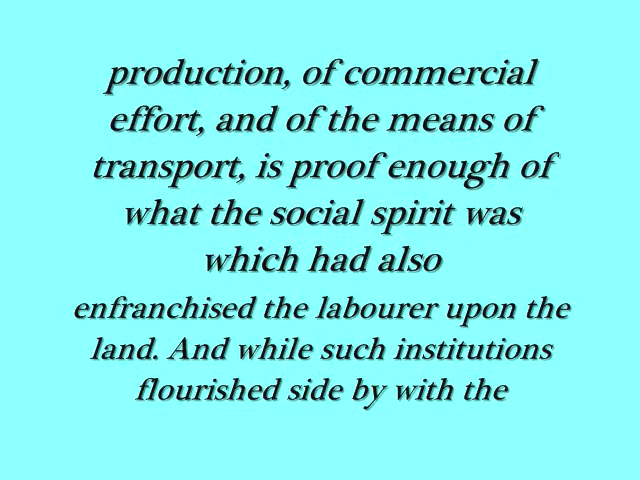 production, of commercial
effort, and of the means of
transport, is proof enough of
what the social spirit was
which had also
enfranchised the labourer upon the
land. And while such institutions
flourished side by with the